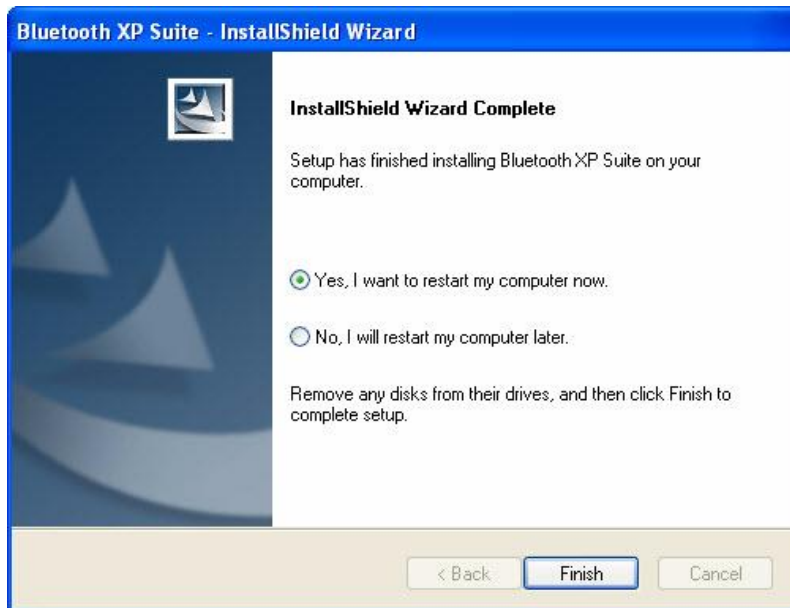 Bluetooth XP Suite - InstallShield Wizard
InstallShield Wizard Complete
Setup has finished installing Bluetooth XP Suite on your
computer.
Yes, I want to restart my computer now.
No, I will restart my computer later.
Remove any disks from their drives, and then click Finish to
complete setup.
< Back Finish Cancel